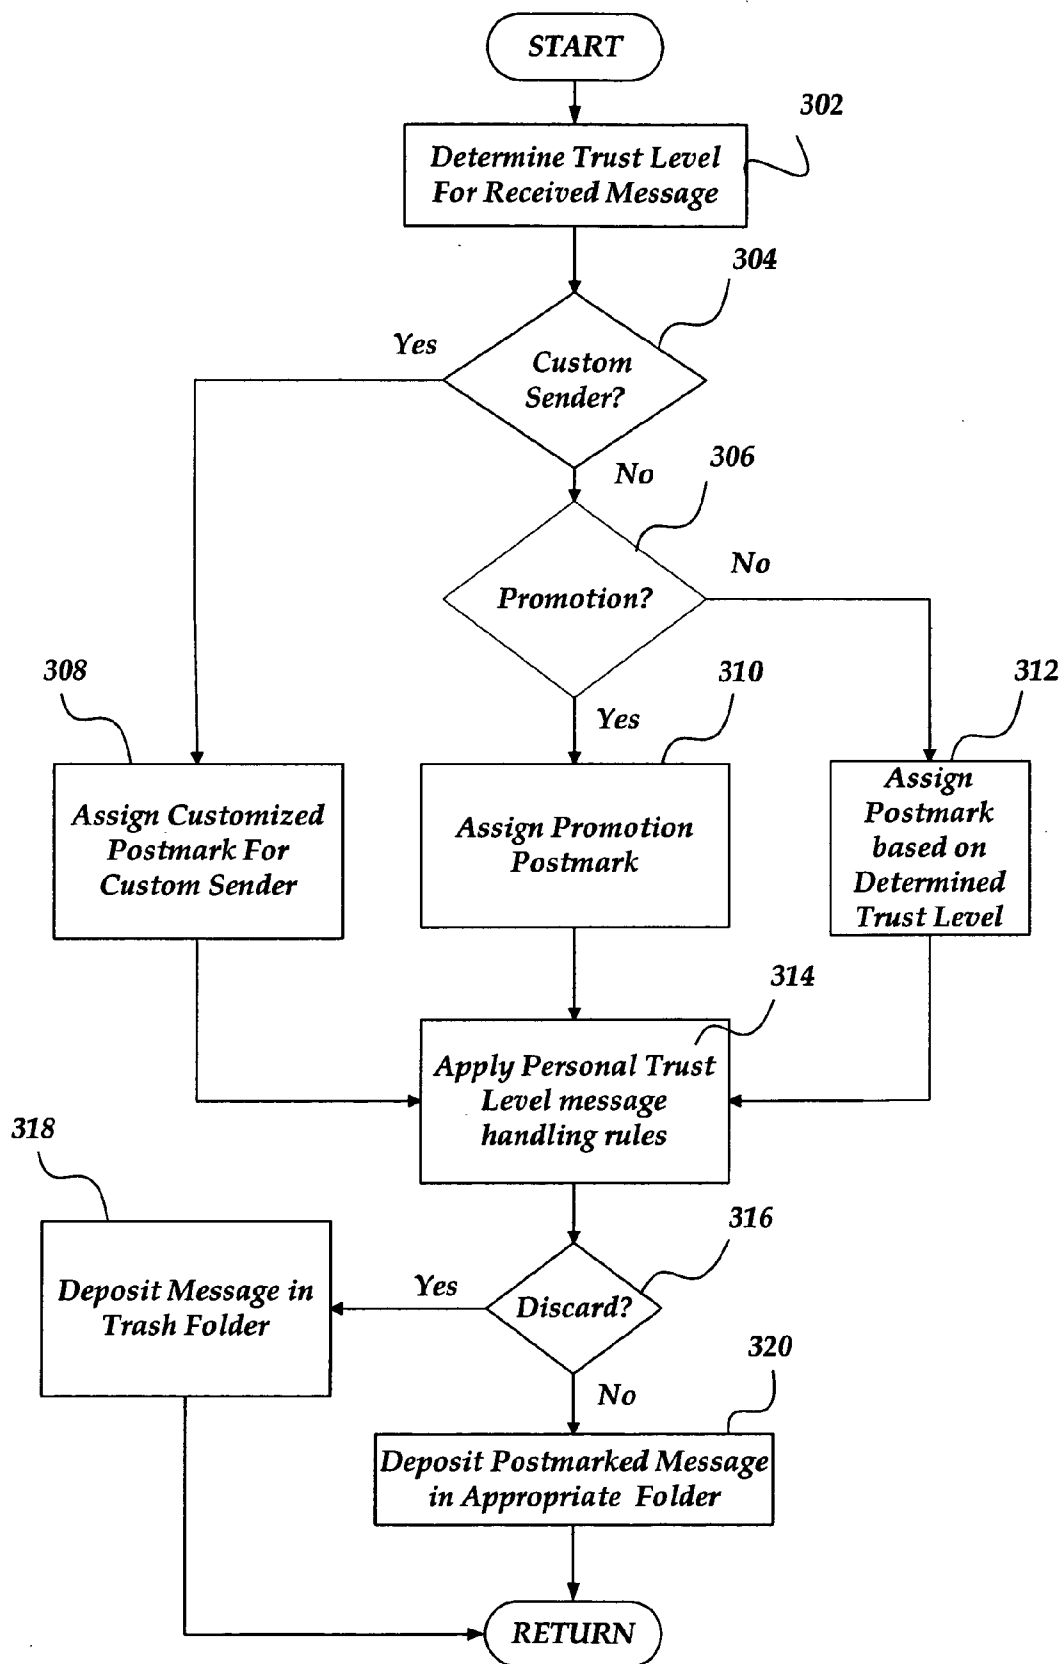 START
302
Determine Trust Level
For Received Message
304
Yes
Custom
Sender?
No
306
No
Promotion?
308
310
312
Yes
Assign Customized
Postmark For
Custom Sender
Assign Promotion
Postmark
Assign
Postmark
based on
Determined
Trust Level
314
Apply Personal Trust
Level message
handling rules
318
316
Deposit Message in
Trash Folder
Yes
Discard?
320
No
Deposit Postmarked Message
in Appropriate Folder
RETURN